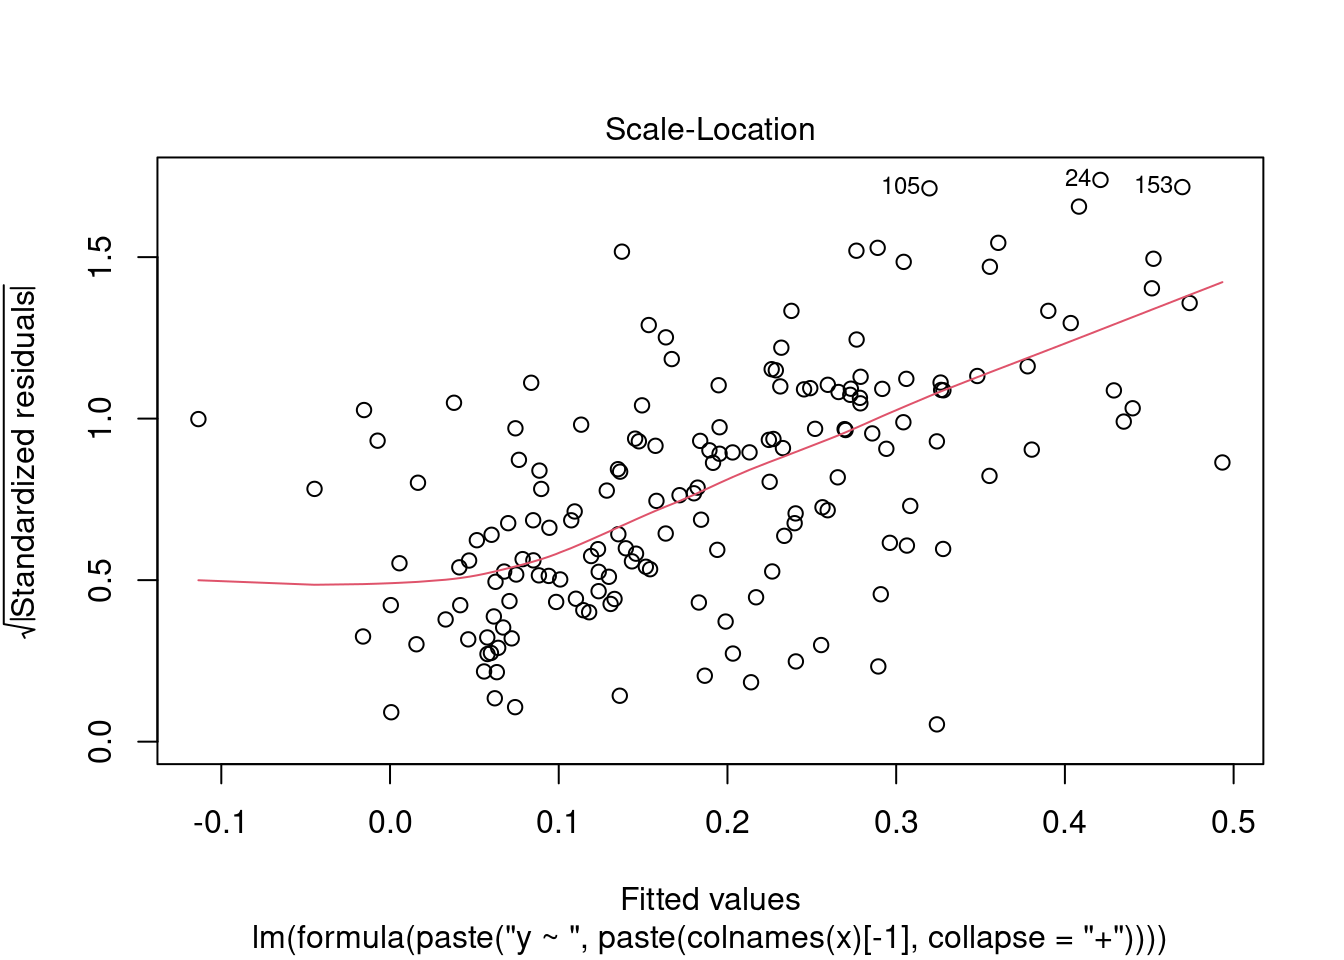 Scale-Location
√|Standardized residuals|
1.5
1.0
0.5
0.0
105
24
153
-0.1 0.0 0.1 0.2 0.3 0.4 0.5
Fitted values
lm(formula(paste("y ~ ", paste(colnames(x)[-1], collapse = "+"))))